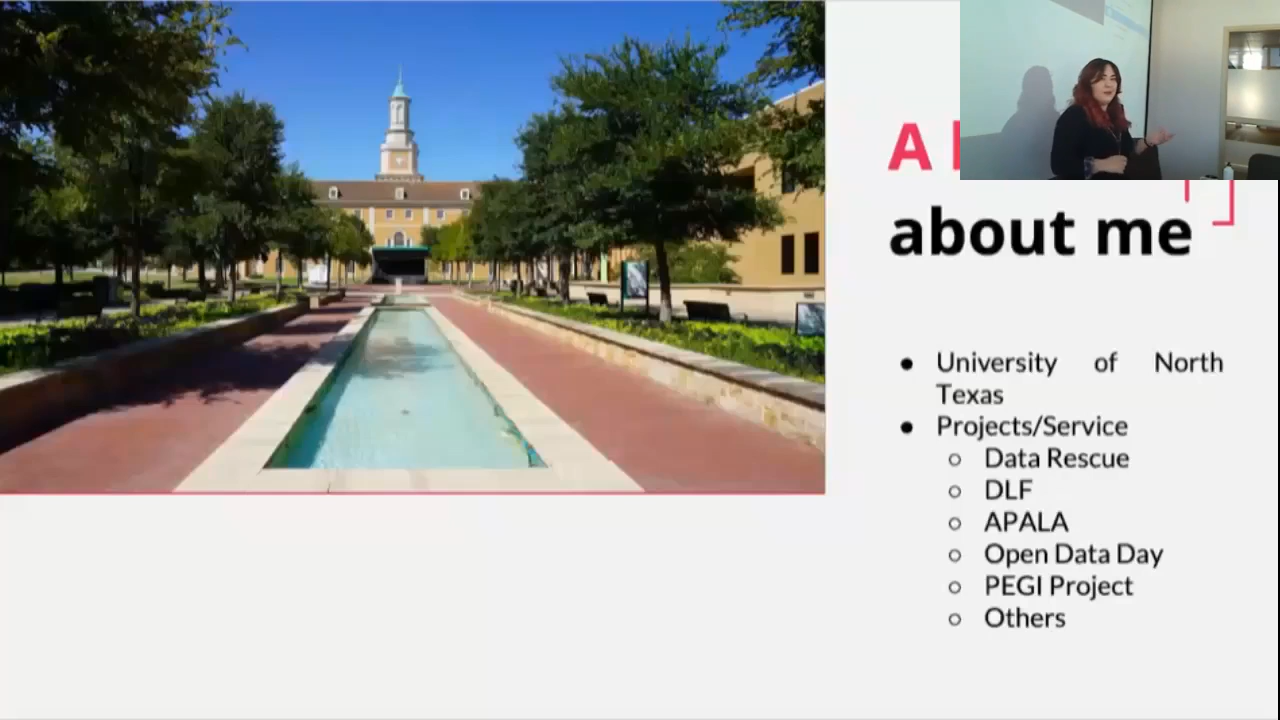 A
about me
● University of North
Texas
● Projects/Service
○ Data Rescue
○ DLF
○ APALA
○ Open Data Day
○ PEGI Project
○ Others